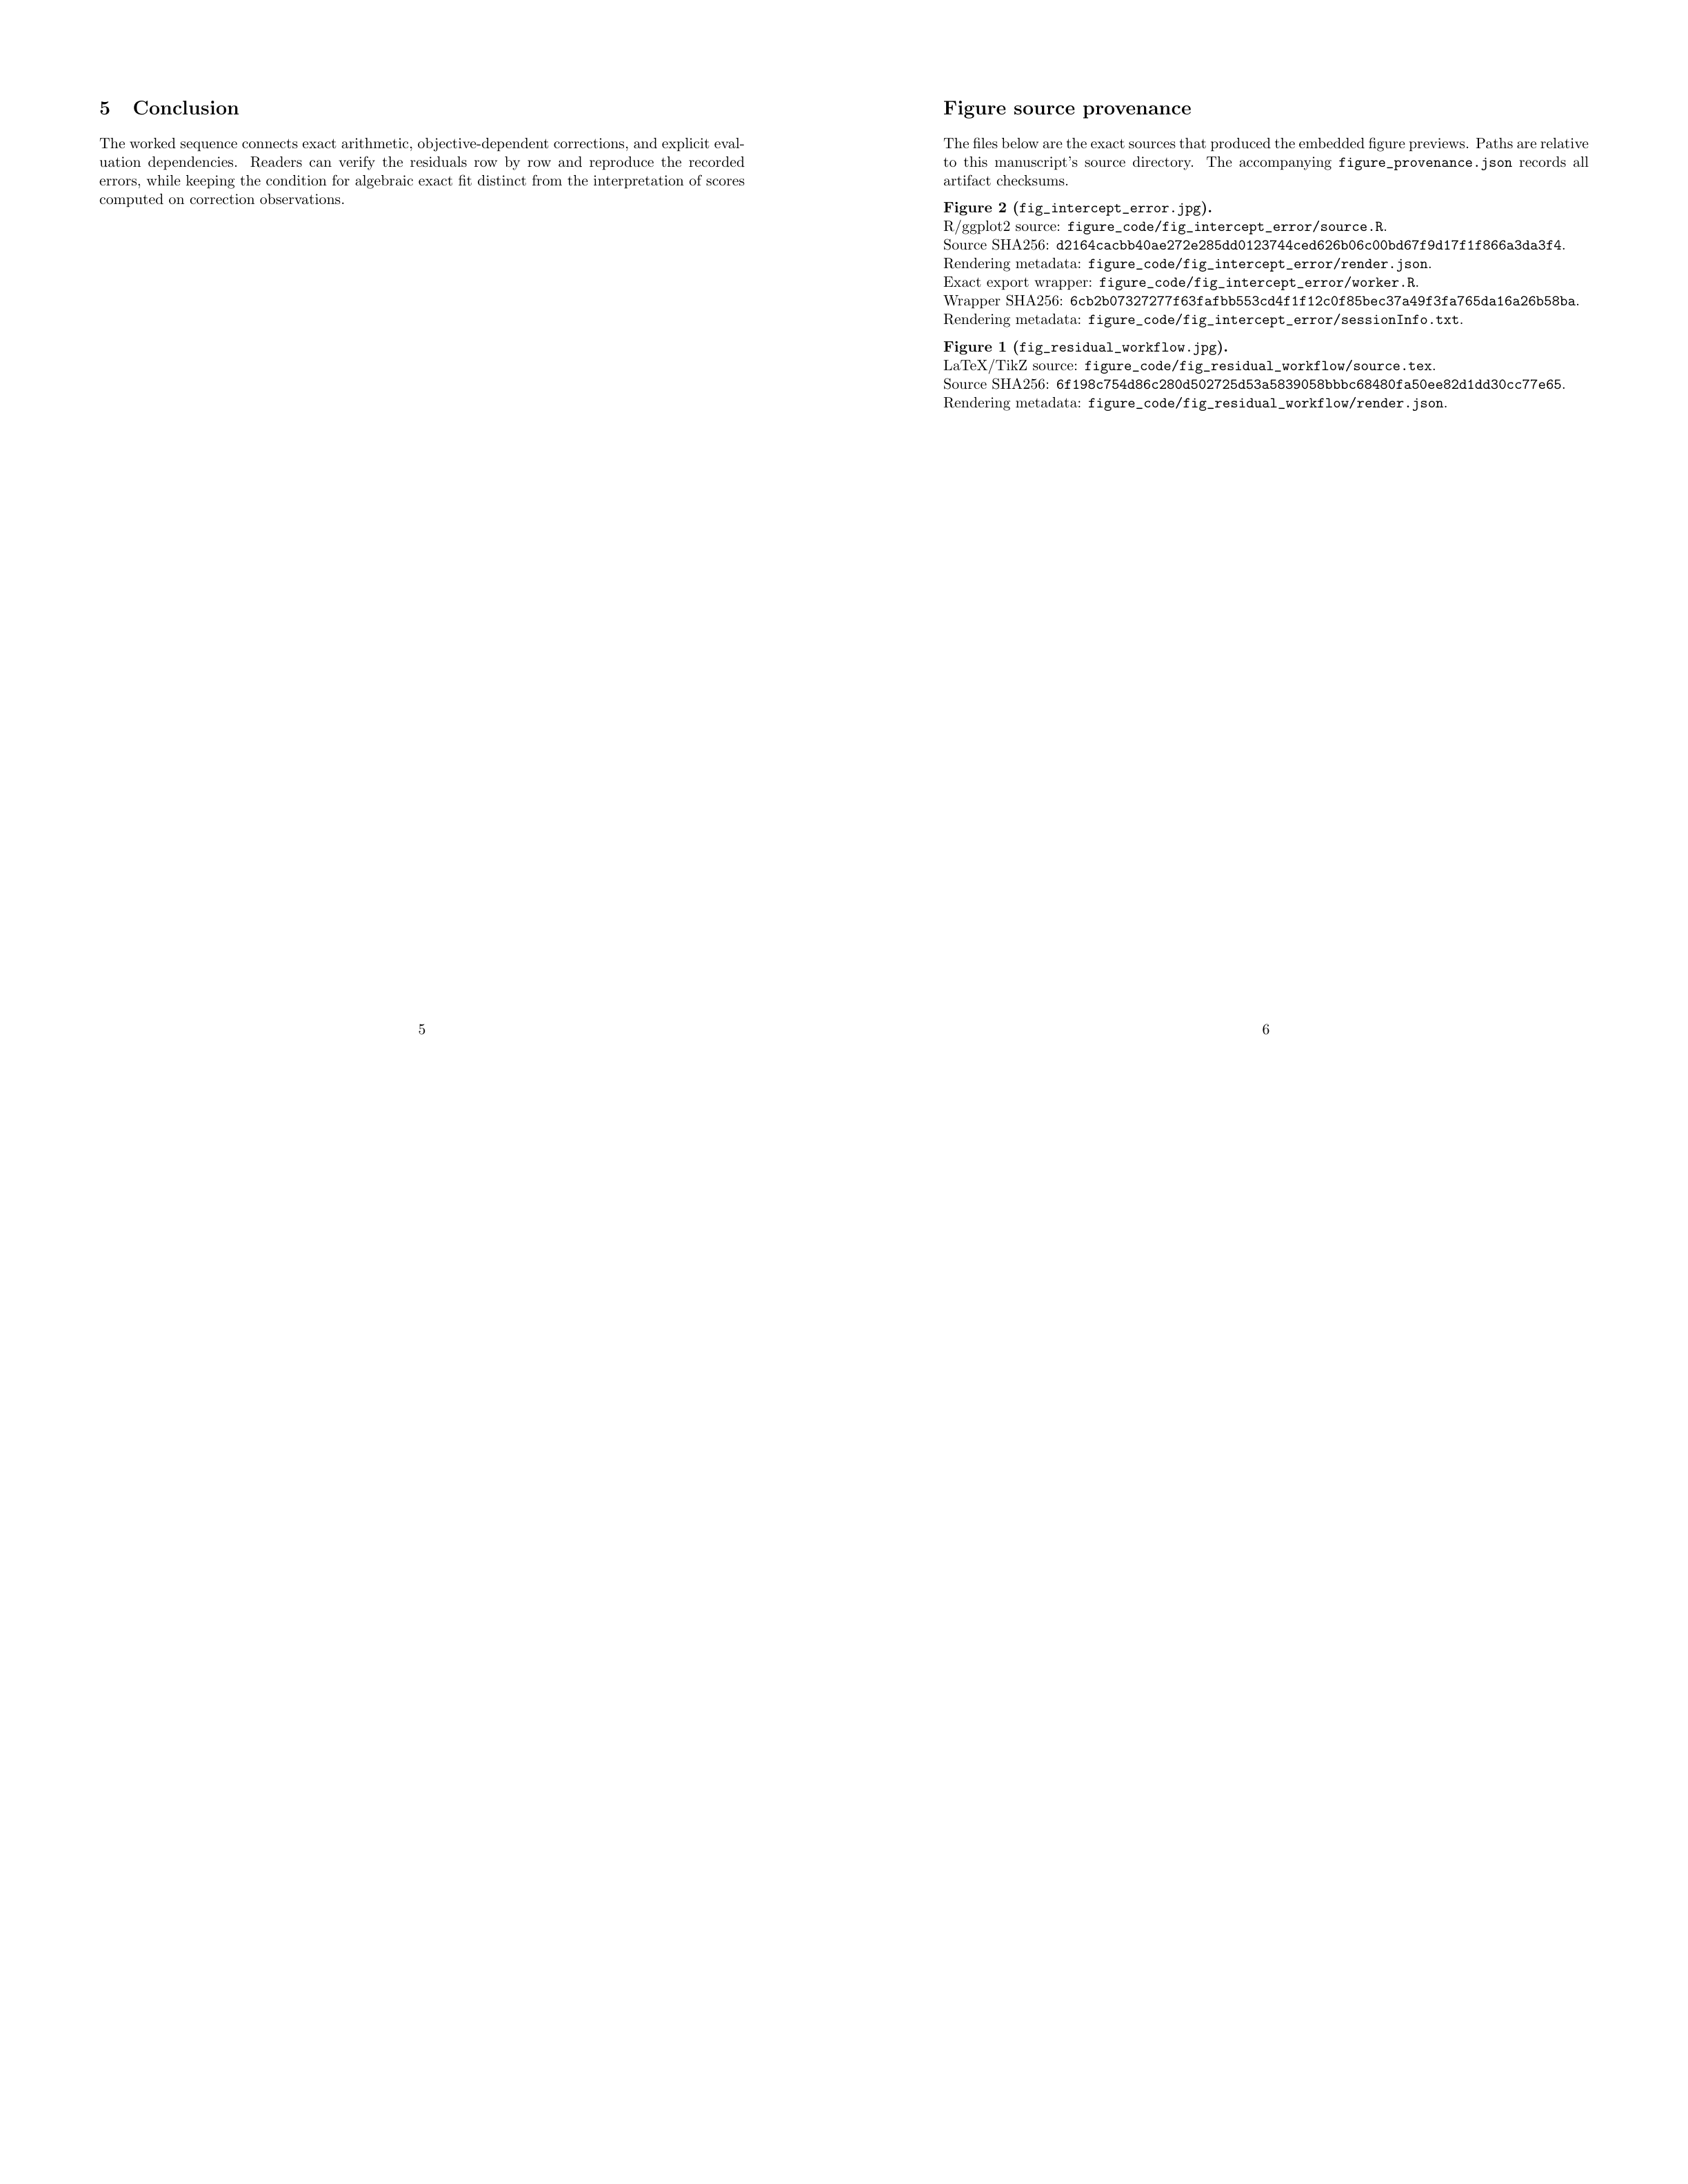 5 Conclusion
The worked sequence connects exact arithmetic, objective-dependent corrections, and explicit eval-
uation dependencies. Readers can verify the residuals row by row and reproduce the recorded
errors, while keeping the condition for algebraic exact fit distinct from the interpretation of scores
computed on correction observations.
5
Figure source provenance
The files below are the exact sources that produced the embedded figure previews. Paths are relative
to this manuscript's source directory. The accompanying figure_provenance.json records all
artifact checksums.
Figure 2 (fig_intercept_error.jpg).
R/ggplot2 source: figure_code/fig_intercept_error/source.R.
Source SHA256: d2164cacbb40ae272e285dd0123744ced626b06c00bd67f9d17f1f866a3da3f4.
Rendering metadata: figure_code/fig_intercept_error/render.json.
Exact export wrapper: figure_code/fig_intercept_error/worker.R.
Wrapper SHA256: 6cb2b07327277f63fafbb553cd4f1f12c0f85bec37a49f3fa765da16a26b58ba.
Rendering metadata: figure_code/fig_intercept_error/sessionInfo.txt.
Figure 1 (fig_residual_workflow.jpg).
LaTeX/TikZ source: figure_code/fig_residual_workflow/source.tex.
Source SHA256: 6f198c754d86c280d502725d53a5839058bbbc68480fa50ee82d1dd30cc77e65.
Rendering metadata: figure_code/fig_residual_workflow/render.json.
6